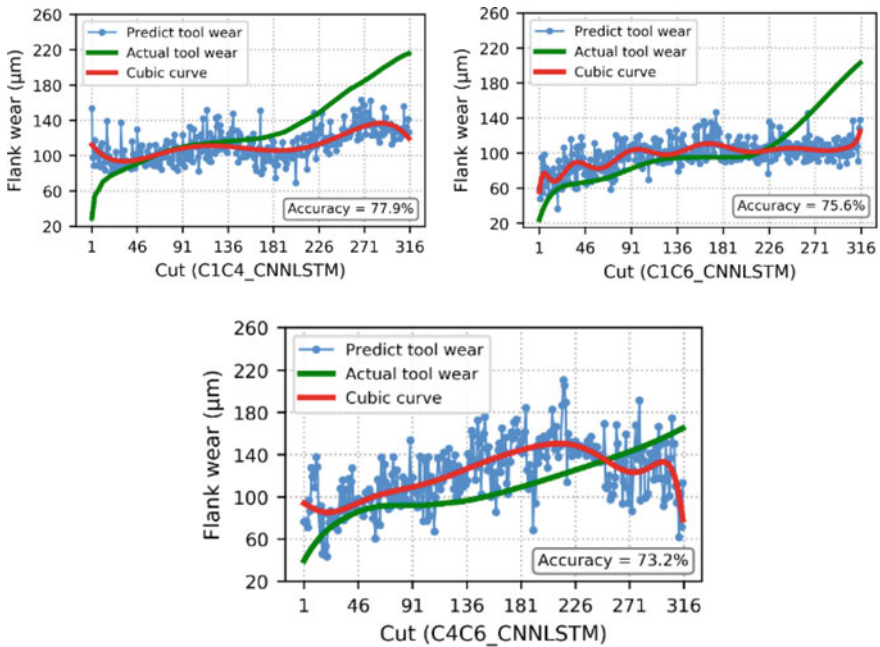 260
220
180
140
100
60
20
Flank wear (μm)
Predict tool wear
Actual tool wear
Cubic curve
Accuracy = 77.9%
1 46 91 136 181 226 271 316
Cut (C1C4_CNNLSTM)
260
220
180
140
100
60
20
Flank wear (μm)
Predict tool wear
Actual tool wear
Cubic curve
Accuracy = 75.6%
1 46 91 136 181 226 271 316
Cut (C1C6_CNNLSTM)
260
220
180
140
100
60
20
Flank wear (μm)
Predict tool wear
Actual tool wear
Cubic curve
Accuracy = 73.2%
1 46 91 136 181 226 271 316
Cut (C4C6_CNNLSTM)